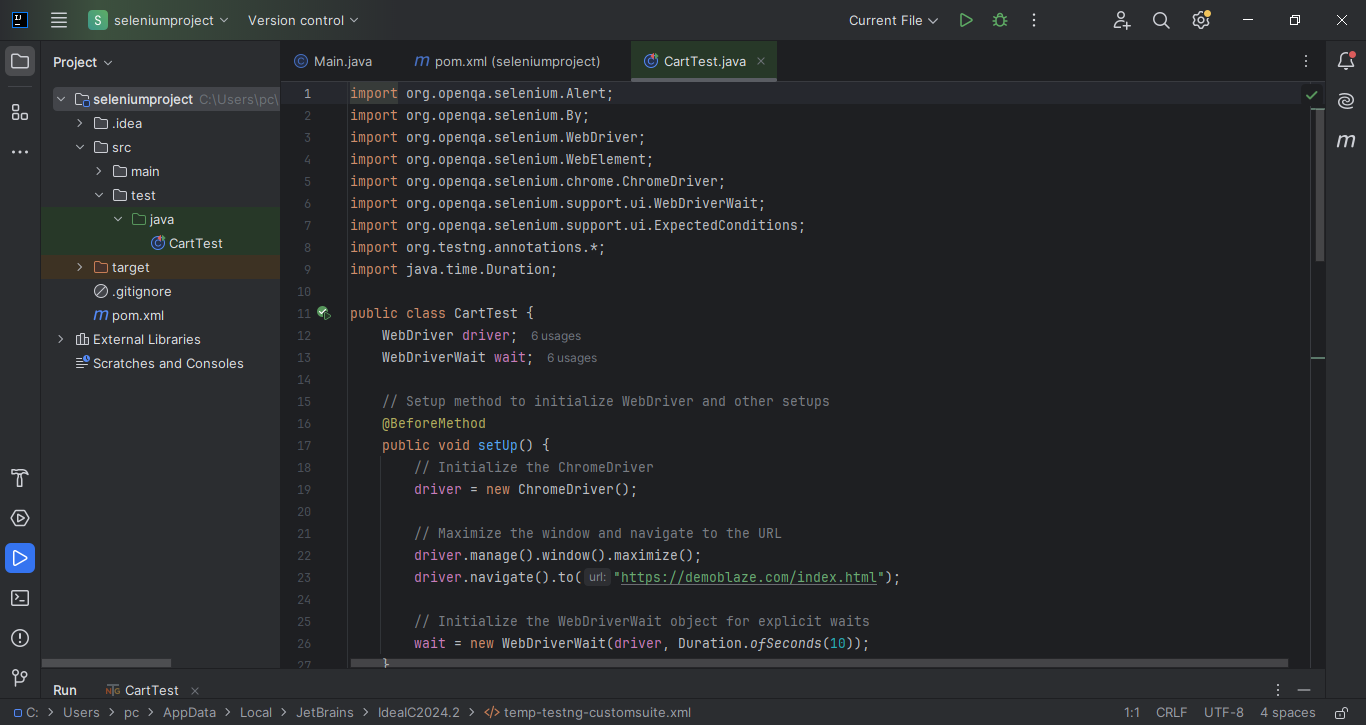 S seleniumproject Version control Current File
Project
Main.java
m pom.xml (seleniumproject)
CartTest.java
seleniumproject C:\Users\pc\
.idea
src
main
test
java
CartTest
target
.gitignore
m pom.xml
External Libraries
Scratches and Consoles
1 import org.openqa.selenium.Alert;
2 import org.openqa.selenium.By;
3 import org.openqa.selenium.WebDriver;
4 import org.openqa.selenium.WebElement;
5 import org.openqa.selenium.chrome.ChromeDriver;
6 import org.openqa.selenium.support.ui.WebDriverWait;
7 import org.openqa.selenium.support.ui.ExpectedConditions;
8 import org.testng.annotations.*;
9 import java.time.Duration;
10
11 public class CartTest {
12 WebDriver driver; 6 usages
13 WebDriverWait wait; 6 usages
14
15 // Setup method to initialize WebDriver and other setups
16 @BeforeMethod
17 public void setUp() {
18 // Initialize the ChromeDriver
19 driver = new ChromeDriver();
20
21 // Maximize the window and navigate to the URL
22 driver.manage().window().maximize();
23 driver.navigate().to( url: "https://demoblaze.com/index.html");
24
25 // Initialize the WebDriverWait object for explicit waits
26 wait = new WebDriverWait(driver, Duration.ofSeconds(10));
27 }
m
Run NG CartTest
C: > Users > pc > AppData > Local > JetBrains > IdeaIC2024.2 > </> temp-testng-customsuite.xml 1:1 CRLF UTF-8 4 spaces